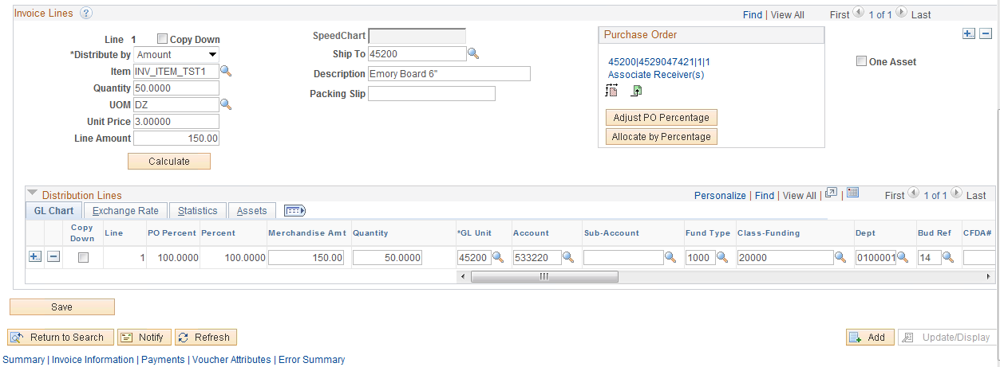 Invoice Lines ? Find | View All First 1 of 1 Last
Line 1 Copy Down
*Distribute by Amount
Item INV_ITEM_TST1
Quantity 50.0000
UOM DZ
Unit Price 3.00000
Line Amount 150.00
Calculate
SpeedChart
Ship To 45200
Description Emory Board 6"
Packing Slip
Purchase Order
45200|4529047421|1|1
Associate Receiver(s)
Adjust PO Percentage
Allocate by Percentage
One Asset
Distribution Lines Personalize | Find | View All | | First 1 of 1 Last
GL Chart Exchange Rate Statistics Assets
Copy Down Line PO Percent Percent Merchandise Amt Quantity *GL Unit Account Sub-Account Fund Type Class-Funding Dept Bud Ref CFDA#
1 100.0000 100.0000 150.00 50.0000 45200 533220 1000 20000 0100001 14
Save
Return to Search Notify Refresh Add Update/Display
Summary | Invoice Information | Payments | Voucher Attributes | Error Summary